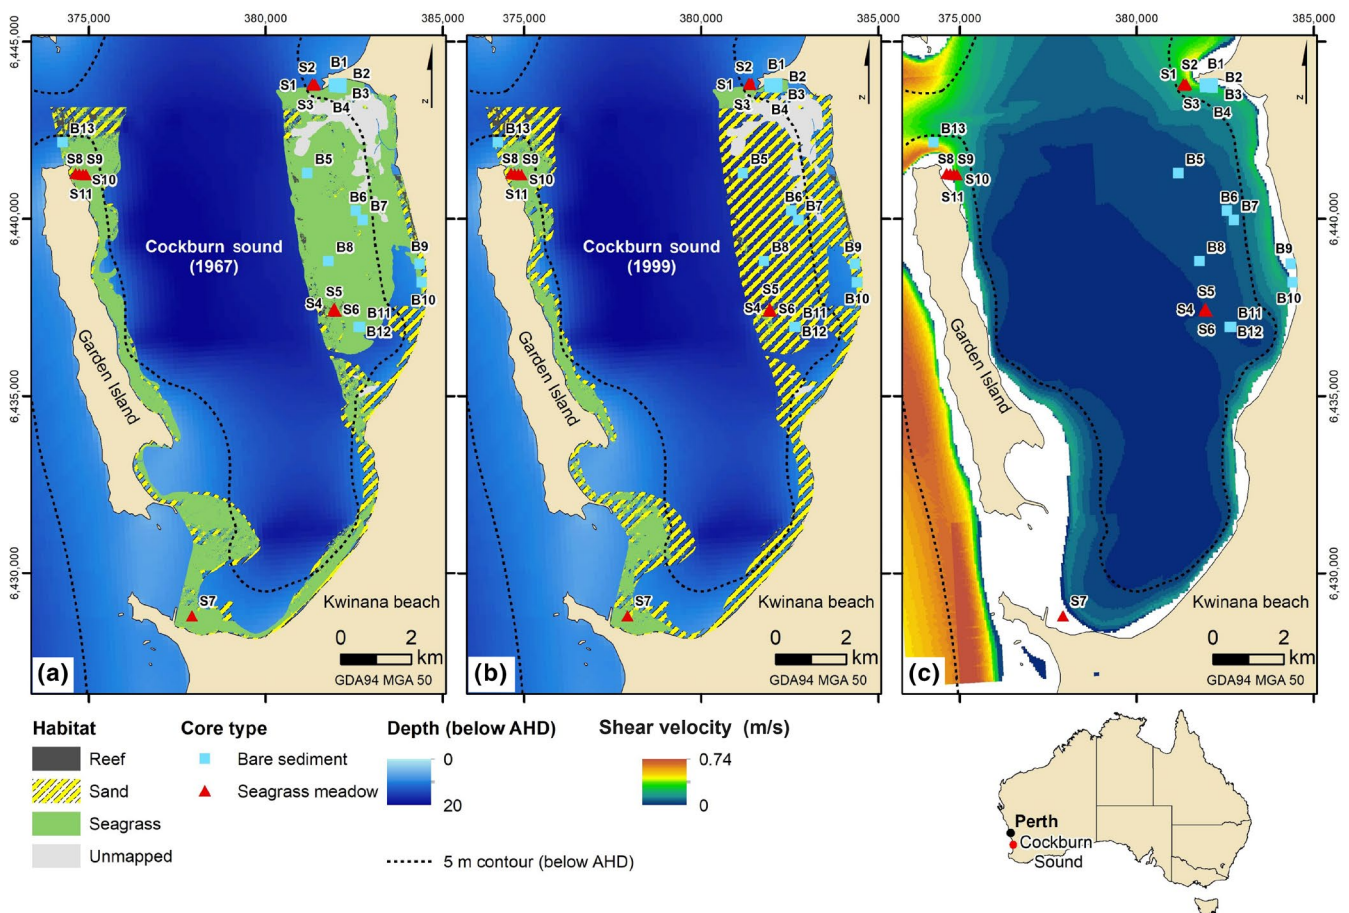 375,000
380,000
385,000
375,000
380,000
385,000
375,000
380,000
385,000
6,445,000
6,440,000
6,435,000
6,430,000
B1
S2
B2
S1
B3
S3
B4
B13
S8
S9
S10
S11
B5
B6
B7
B8
B9
B10
S5
S4
S6
B11
B12
Cockburn sound
(1967)
Garden Island
S7
Kwinana beach
0
2
km
GDA94 MGA 50
(a)
z
B1
S2
B2
S1
B3
S3
B4
B13
S8
S9
S10
S11
B5
B6
B7
B8
B9
B10
S5
S4
S6
B11
B12
Cockburn sound
(1999)
Garden Island
S7
Kwinana beach
0
2
km
GDA94 MGA 50
(b)
z
B1
S2
B2
S1
B3
S3
B4
B13
S8
S9
S10
S11
B5
B6
B7
B8
B9
B10
S5
S4
S6
B11
B12
Garden Island
S7
Kwinana beach
0
2
km
GDA94 MGA 50
(c)
z
6,445,000
6,440,000
6,435,000
6,430,000
Habitat
Reef
Sand
Seagrass
Unmapped
Core type
Bare sediment
Seagrass meadow
Depth (below AHD)
0
20
5 m contour (below AHD)
Shear velocity (m/s)
0.74
0
Perth
Cockburn
Sound